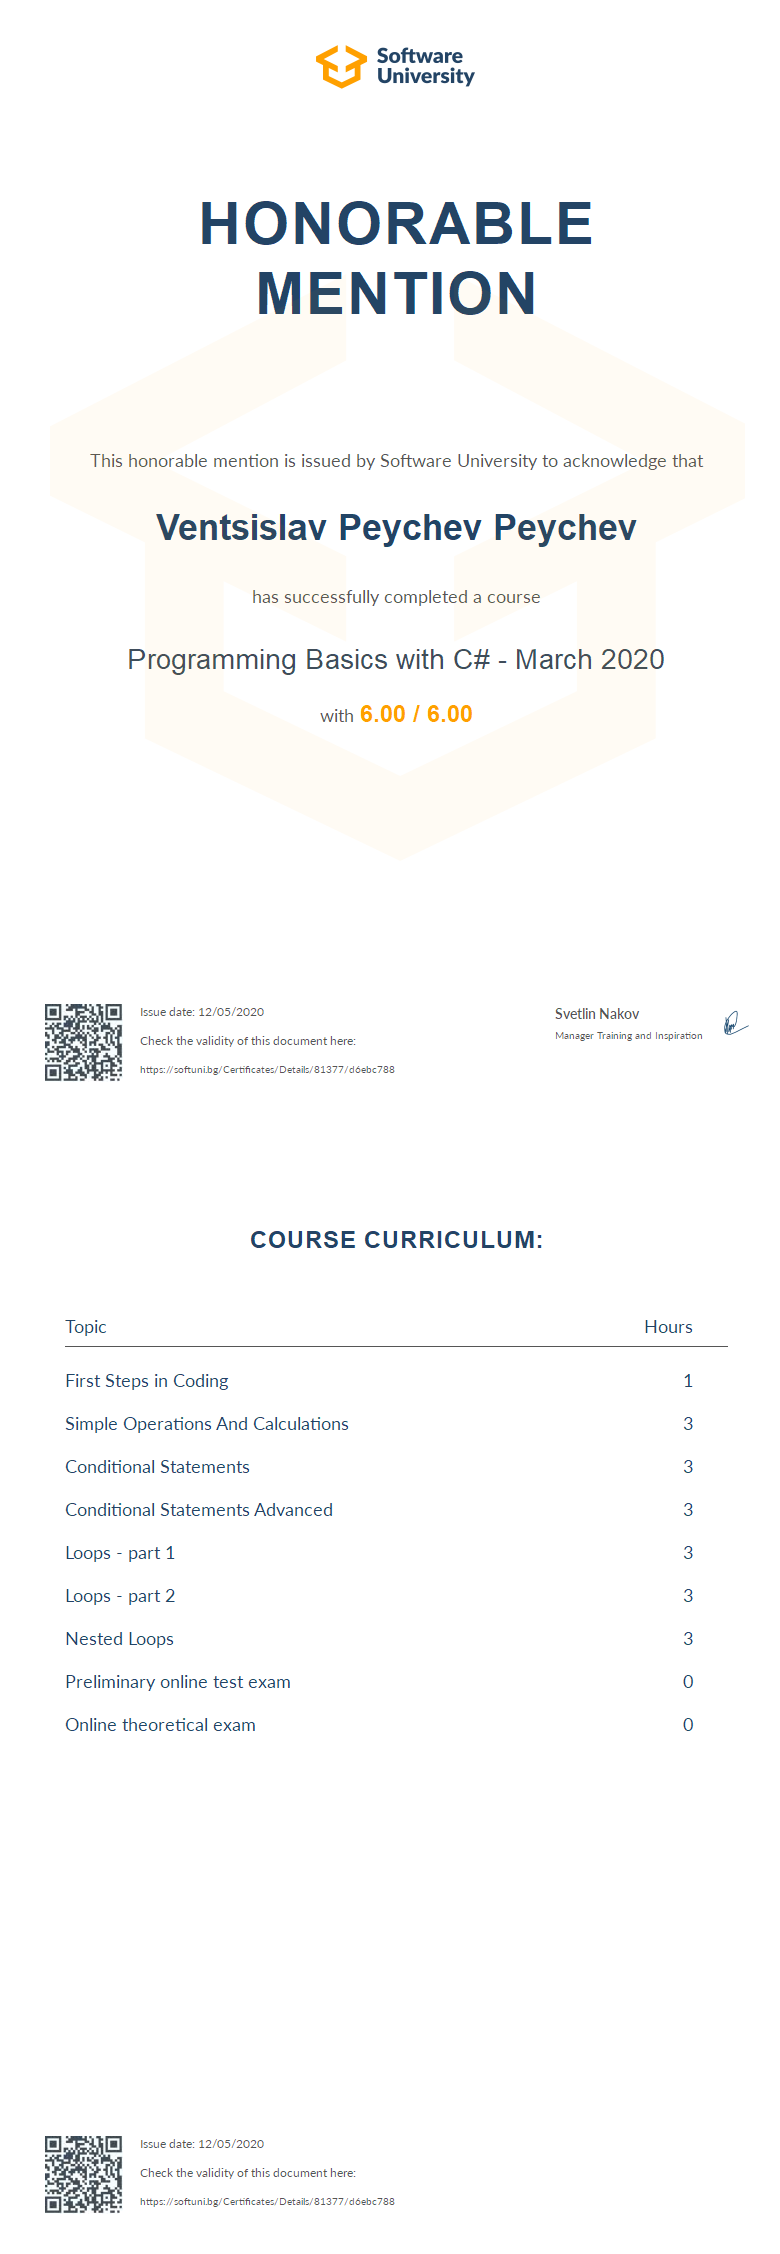 Software
University
HONORABLE
MENTION
This honorable mention is issued by Software University to acknowledge that
Ventsislav Peychev Peychev
has successfully completed a course
Programming Basics with C# - March 2020
with 6.00 / 6.00
Issue date: 12/05/2020
Check the validity of this document here:
https://softuni.bg/Certificates/Details/81377/d6ebc788
Svetlin Nakov
Manager Training and Inspiration
COURSE CURRICULUM:
Topic Hours
First Steps in Coding 1
Simple Operations And Calculations 3
Conditional Statements 3
Conditional Statements Advanced 3
Loops - part 1 3
Loops - part 2 3
Nested Loops 3
Preliminary online test exam 0
Online theoretical exam 0
Issue date: 12/05/2020
Check the validity of this document here:
https://softuni.bg/Certificates/Details/81377/d6ebc788